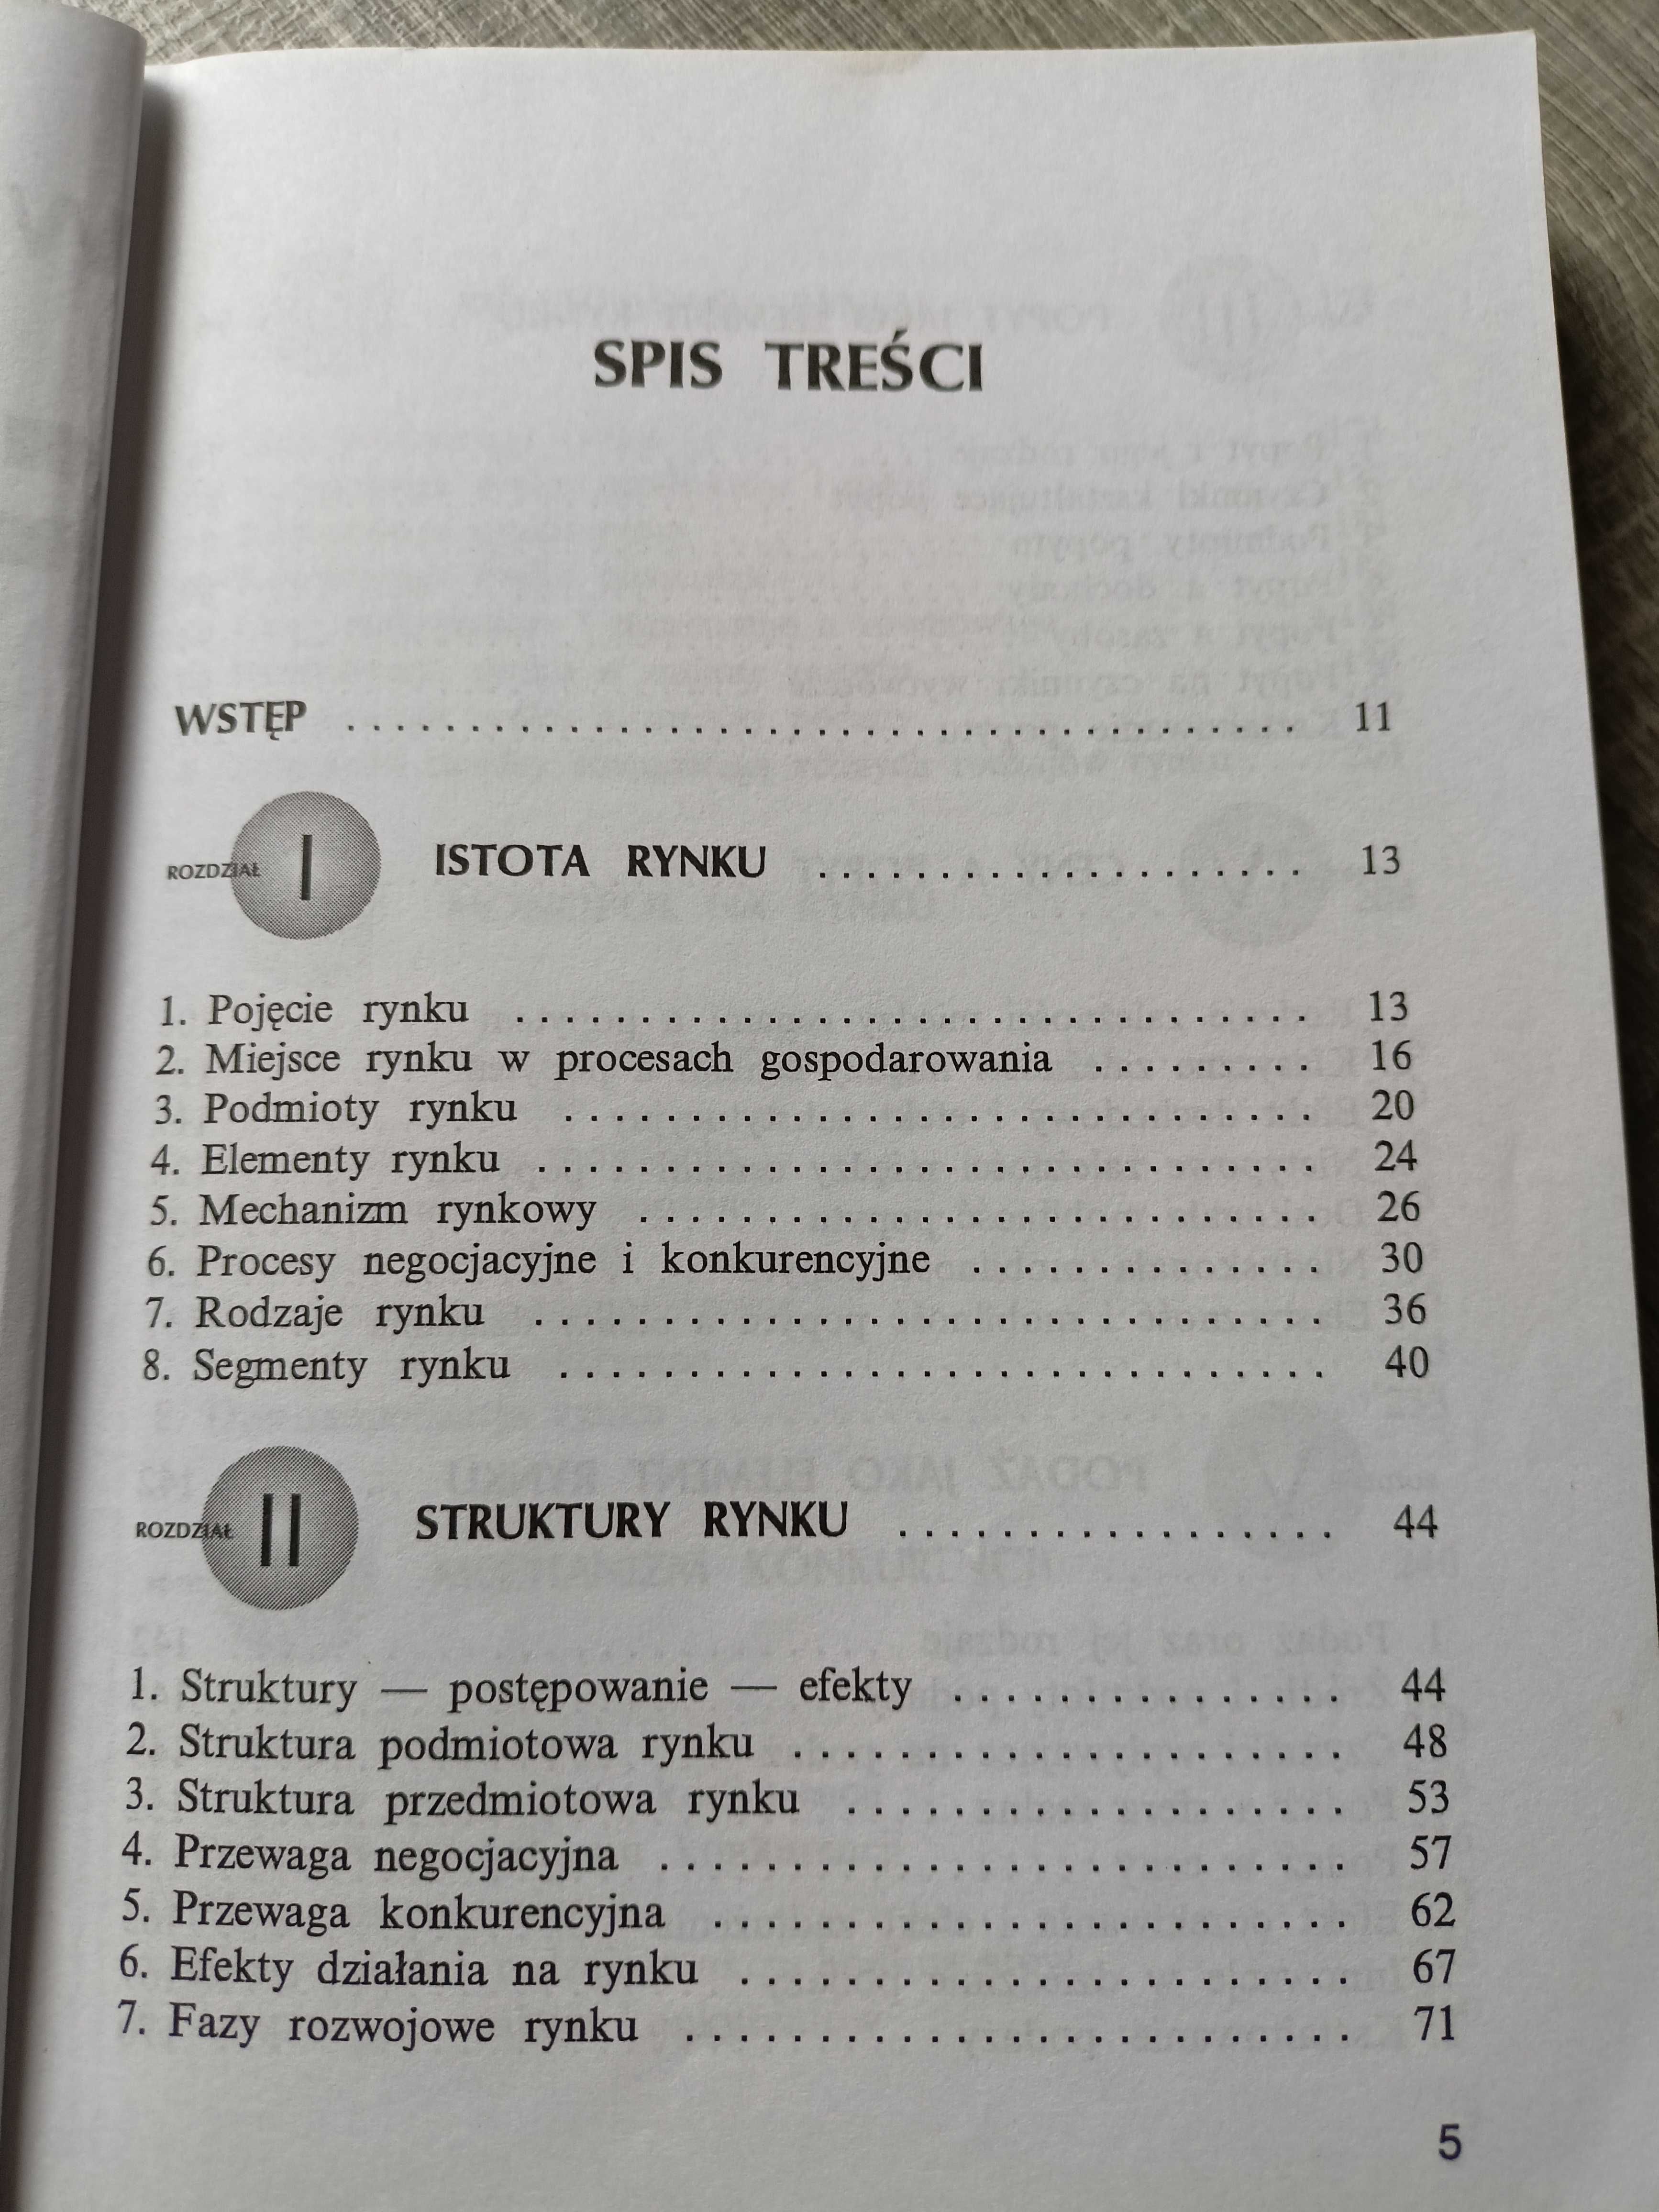 SPIS TREŚCI
WSTĘP . . . . . . . . . . . . . . . . . . . . . . . . . . . . . . . . . . . . . . 11
ROZDZIAŁ I ISTOTA RYNKU . . . . . . . . . . . . . . . . . . . . 13
1. Pojęcie rynku . . . . . . . . . . . . . . . . . . . . . . . . . . . . . . . . 13
2. Miejsce rynku w procesach gospodarowania . . . . . . . . . 16
3. Podmioty rynku . . . . . . . . . . . . . . . . . . . . . . . . . . . . . . 20
4. Elementy rynku . . . . . . . . . . . . . . . . . . . . . . . . . . . . . . . 24
5. Mechanizm rynkowy . . . . . . . . . . . . . . . . . . . . . . . . . . . 26
6. Procesy negocjacyjne i konkurencyjne . . . . . . . . . . . . . . 30
7. Rodzaje rynku . . . . . . . . . . . . . . . . . . . . . . . . . . . . . . . . 36
8. Segmenty rynku . . . . . . . . . . . . . . . . . . . . . . . . . . . . . . . 40
ROZDZIAŁ II STRUKTURY RYNKU . . . . . . . . . . . . . . . . . 44
1. Struktury — postępowanie — efekty . . . . . . . . . . . . . . . 44
2. Struktura podmiotowa rynku . . . . . . . . . . . . . . . . . . . . . 48
3. Struktura przedmiotowa rynku . . . . . . . . . . . . . . . . . . . 53
4. Przewaga negocjacyjna . . . . . . . . . . . . . . . . . . . . . . . . . . 57
5. Przewaga konkurencyjna . . . . . . . . . . . . . . . . . . . . . . . . 62
6. Efekty działania na rynku . . . . . . . . . . . . . . . . . . . . . . . 67
7. Fazy rozwojowe rynku . . . . . . . . . . . . . . . . . . . . . . . . . 71
5